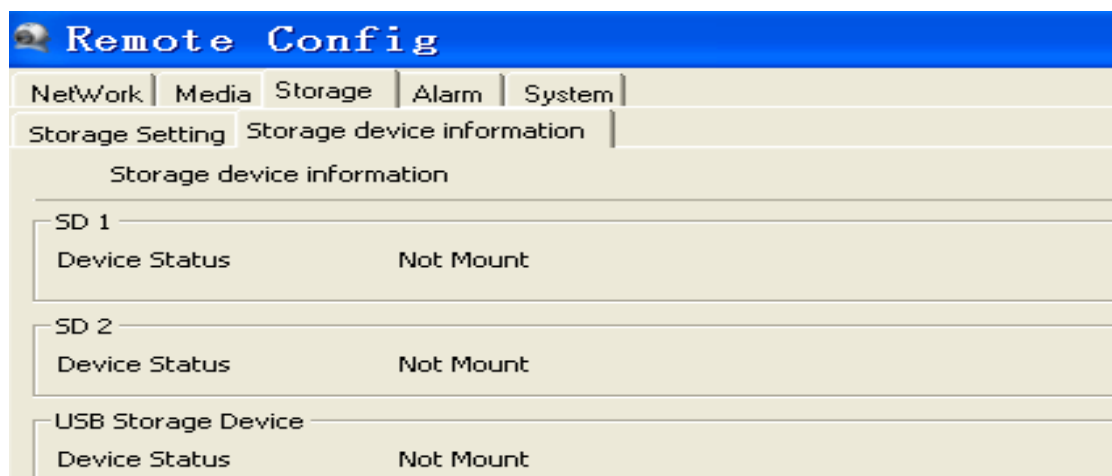 Remote Config
NetWork Media Storage Alarm System
Storage Setting Storage device information
Storage device information
SD 1
Device Status Not Mount
SD 2
Device Status Not Mount
USB Storage Device
Device Status Not Mount